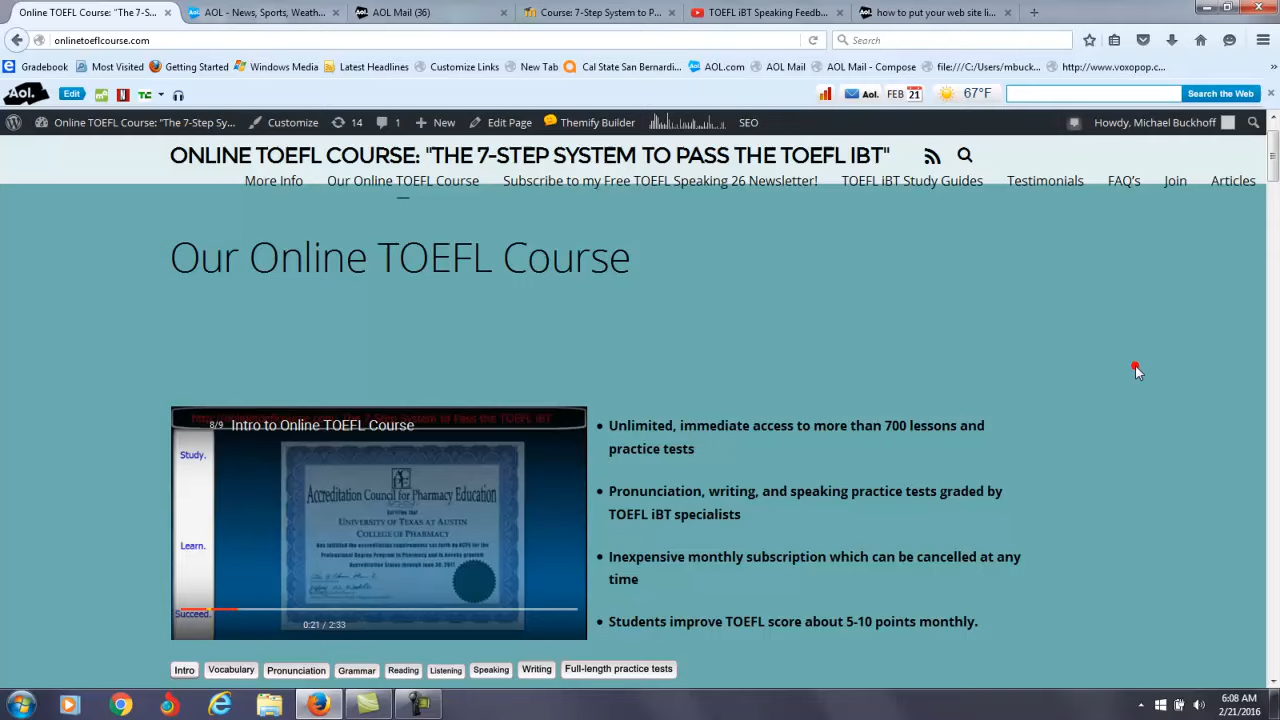 Online TOEFL Course: "The 7-S...
AOL - News, Sports, Weath...
AOL Mail (36)
Course: 7-Step System to P...
TOEFL iBT Speaking Feedb...
how to put your web site li...
onlinetoeflcourse.com
Search
Gradebook
Most Visited
Getting Started
Windows Media
Latest Headlines
Customize Links
New Tab
Cal State San Bernardi...
AOL.com
AOL Mail
AOL Mail - Compose
file:///C:/Users/mbuck...
http://www.voxopop.c...
Aol.
Edit
TC
Aol.
FEB 21
67°F
Search the Web
Online TOEFL Course: "The 7-Step Sy...
Customize
14
1
New
Edit Page
Themify Builder
SEO
Howdy, Michael Buckhoff
ONLINE TOEFL COURSE: "THE 7-STEP SYSTEM TO PASS THE TOEFL IBT"
More Info
Our Online TOEFL Course
Subscribe to my Free TOEFL Speaking 26 Newsletter!
TOEFL iBT Study Guides
Testimonials
FAQ's
Join
Articles
Our Online TOEFL Course
8/9 Intro to Online TOEFL Course
Study.
Learn.
Succeed.
Accreditation Council for Pharmacy Education
UNIVERSITY OF TEXAS AT AUSTIN
COLLEGE OF PHARMACY
0:21 / 2:33
Unlimited, immediate access to more than 700 lessons and
practice tests
Pronunciation, writing, and speaking practice tests graded by
TOEFL iBT specialists
Inexpensive monthly subscription which can be cancelled at any
time
Students improve TOEFL score about 5-10 points monthly.
Intro
Vocabulary
Pronunciation
Grammar
Reading
Listening
Speaking
Writing
Full-length practice tests
6:08 AM
2/21/2016